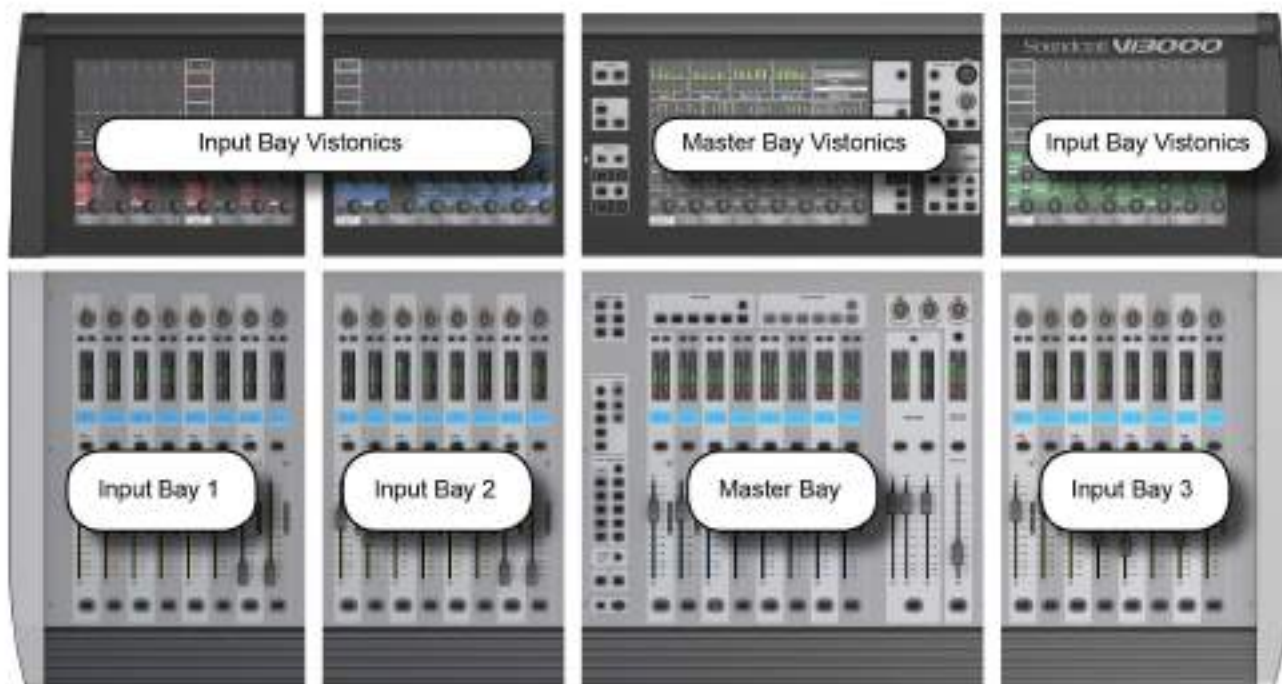 Soundcraft Vi3000
Input Bay Vistonics
Master Bay Vistonics
Input Bay Vistonics
Input Bay 1
Input Bay 2
Master Bay
Input Bay 3